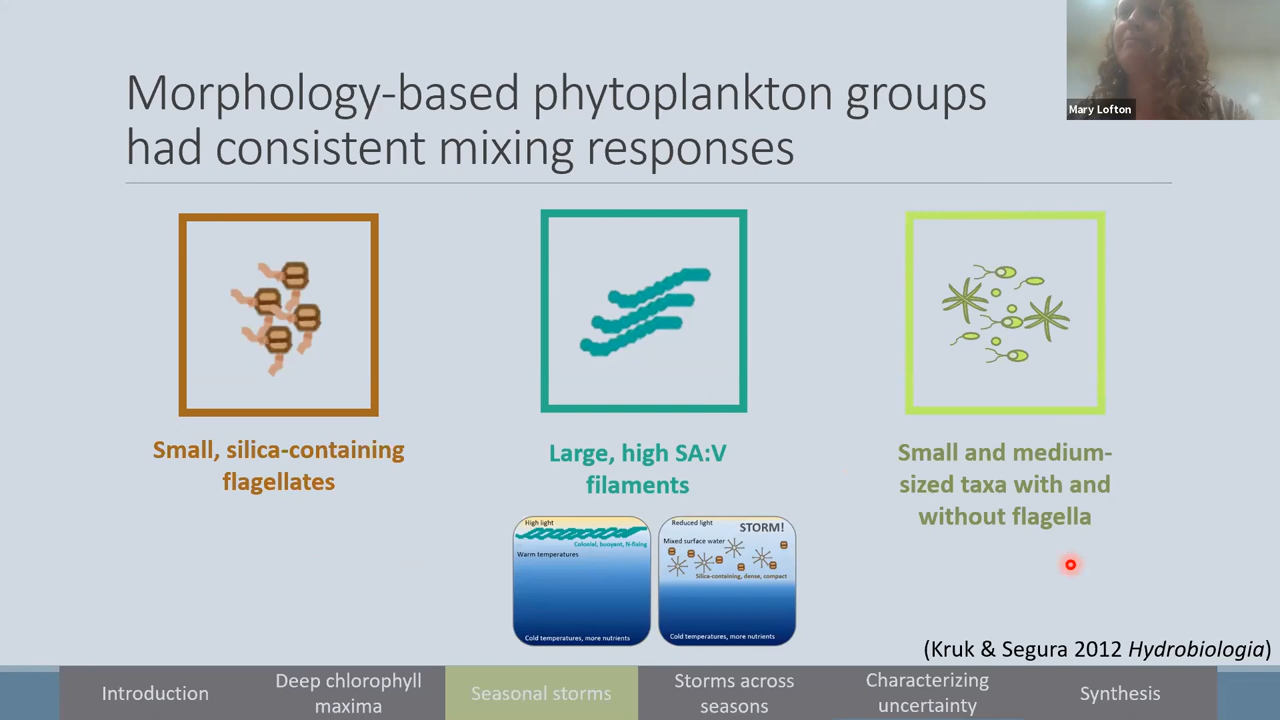 Morphology-based phytoplankton groups
had consistent mixing responses
Mary Lofton
Small, silica-containing
flagellates
Large, high SA:V
filaments
Small and medium-
sized taxa with and
without flagella
High light
Colonial, buoyant, N-fixing
Warm temperatures
Cold temperatures, more nutrients
Reduced light
STORM!
Mixed surface water
Silica-containing, dense, compact
Cold temperatures, more nutrients
(Kruk & Segura 2012 Hydrobiologia)
Introduction
Deep chlorophyll
maxima
Seasonal storms
Storms across
seasons
Characterizing
uncertainty
Synthesis